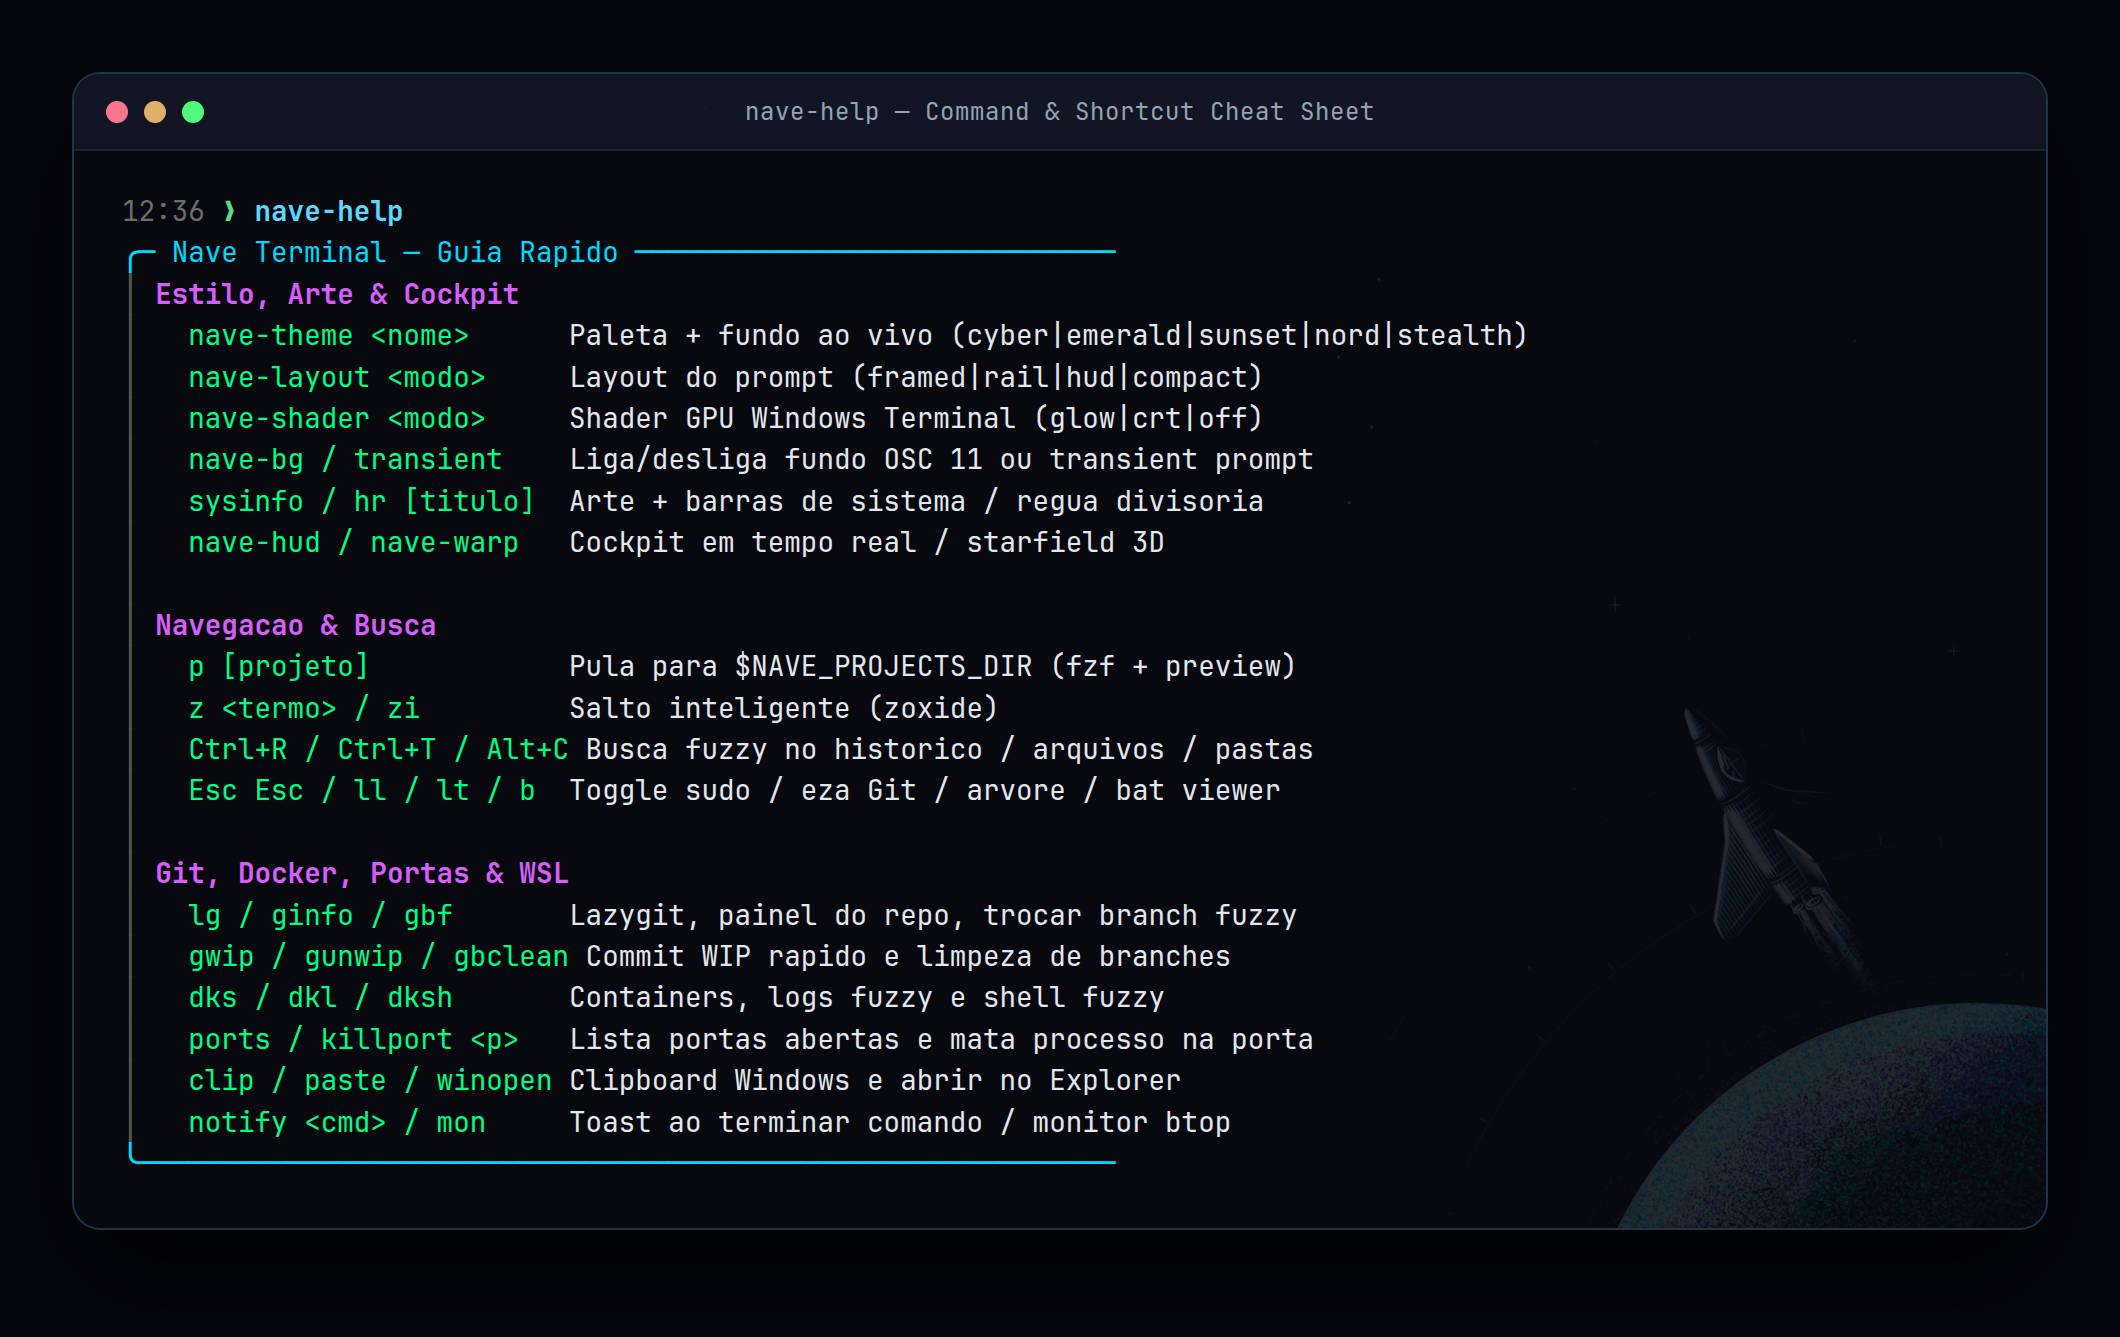 nave-help — Command & Shortcut Cheat Sheet
12:36 ❯ nave-help
Nave Terminal — Guia Rapido
Estilo, Arte & Cockpit
nave-theme <nome> Paleta + fundo ao vivo (cyber|emerald|sunset|nord|stealth)
nave-layout <modo> Layout do prompt (framed|rail|hud|compact)
nave-shader <modo> Shader GPU Windows Terminal (glow|crt|off)
nave-bg / transient Liga/desliga fundo OSC 11 ou transient prompt
sysinfo / hr [titulo] Arte + barras de sistema / regua divisoria
nave-hud / nave-warp Cockpit em tempo real / starfield 3D
Navegacao & Busca
p [projeto] Pula para $NAVE_PROJECTS_DIR (fzf + preview)
z <termo> / zi Salto inteligente (zoxide)
Ctrl+R / Ctrl+T / Alt+C Busca fuzzy no historico / arquivos / pastas
Esc Esc / ll / lt / b Toggle sudo / eza Git / arvore / bat viewer
Git, Docker, Portas & WSL
lg / ginfo / gbf Lazygit, painel do repo, trocar branch fuzzy
gwip / gunwip / gbclean Commit WIP rapido e limpeza de branches
dks / dkl / dksh Containers, logs fuzzy e shell fuzzy
ports / killport <p> Lista portas abertas e mata processo na porta
clip / paste / winopen Clipboard Windows e abrir no Explorer
notify <cmd> / mon Toast ao terminar comando / monitor btop